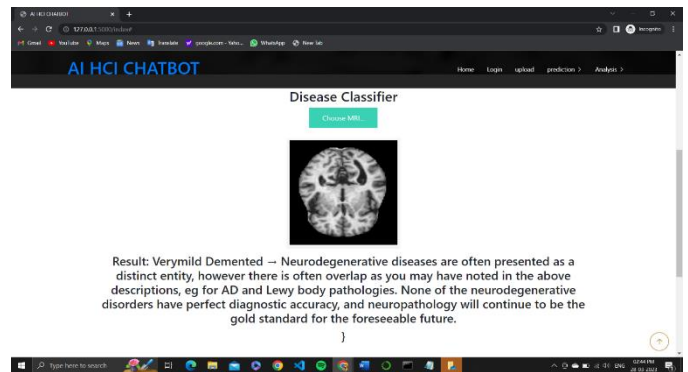 AI HCI CHATBOT
127.0.0.1:5000/index#
Incognito
Gmail YouTube Maps News Translate WhatsApp New Tab
AI HCI CHATBOT
Home Login upload prediction > Analysis >
Disease Classifier
Choose MRI...
Result: Verymild Demented → Neurodegenerative diseases are often presented as a
distinct entity, however there is often overlap as you may have noted in the above
descriptions, eg for AD and Lewy body pathologies. None of the neurodegenerative
disorders have perfect diagnostic accuracy, and neuropathology will continue to be the
gold standard for the foreseeable future.
}
Type here to search
ENG
02:44 PM